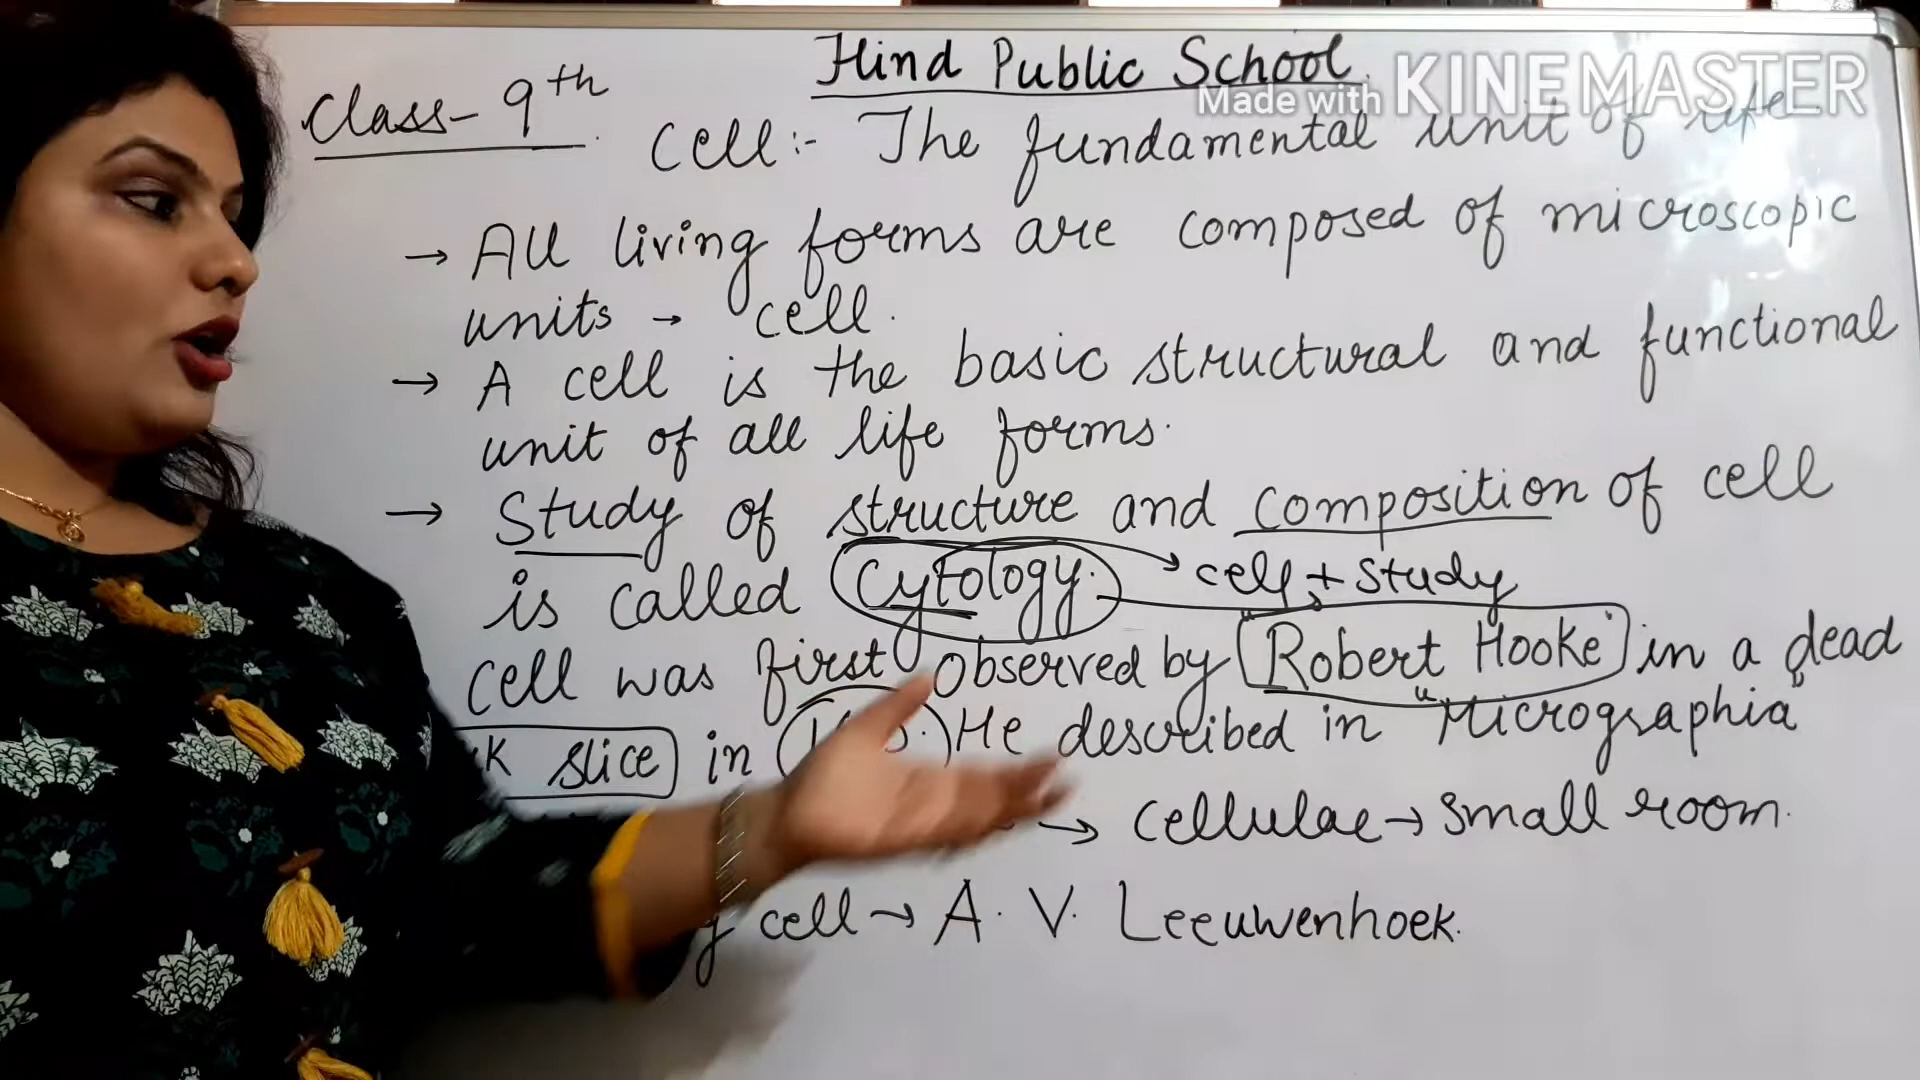 Hind Public School
Made with KINEMASTER
Class- 9th
Cell:- The fundamental unit of life
→ All living forms are composed of microscopic
units → cell.
→ A cell is the basic structural and functional
unit of all life forms.
→ Study of structure and composition of cell
is called Cytology. → cell + study
Cell was first observed by "Robert Hooke" in a dead
slice in He described in "Micrographia"
→ cellulae → small room.
cell → A. V. Leeuwenhoek.